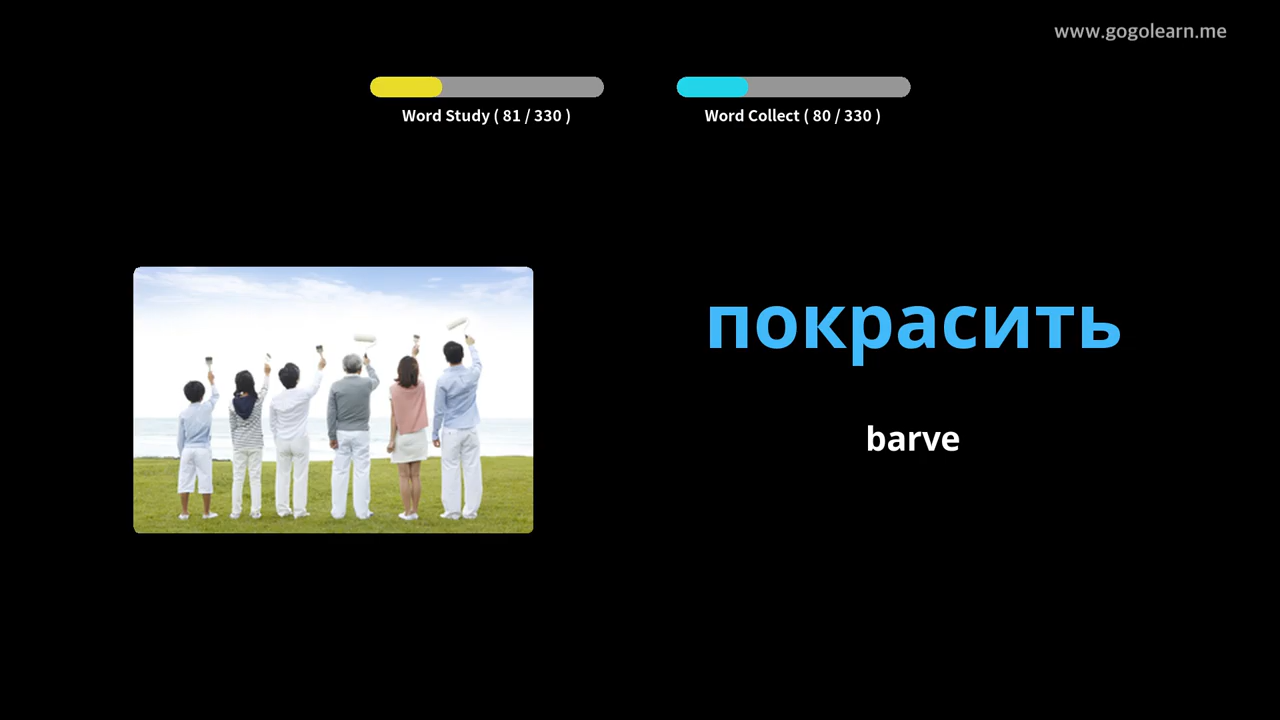 www.gogolearn.me
Word Study ( 81 / 330 )
Word Collect ( 80 / 330 )
покрасить
barve